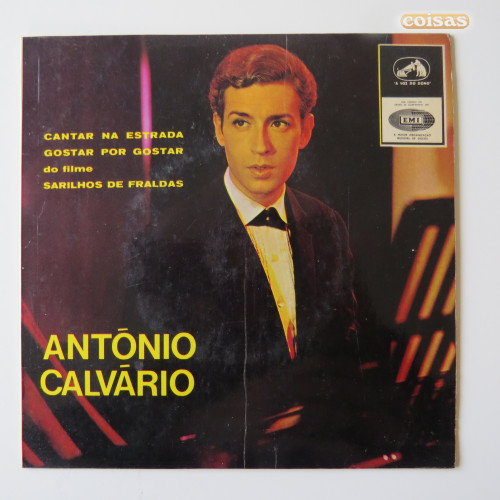 coisas
"A VOZ DO DONO"
EMI
CANTAR NA ESTRADA
GOSTAR POR GOSTAR
do filme
SARILHOS DE FRALDAS
ANTÓNIO
CALVÁRIO